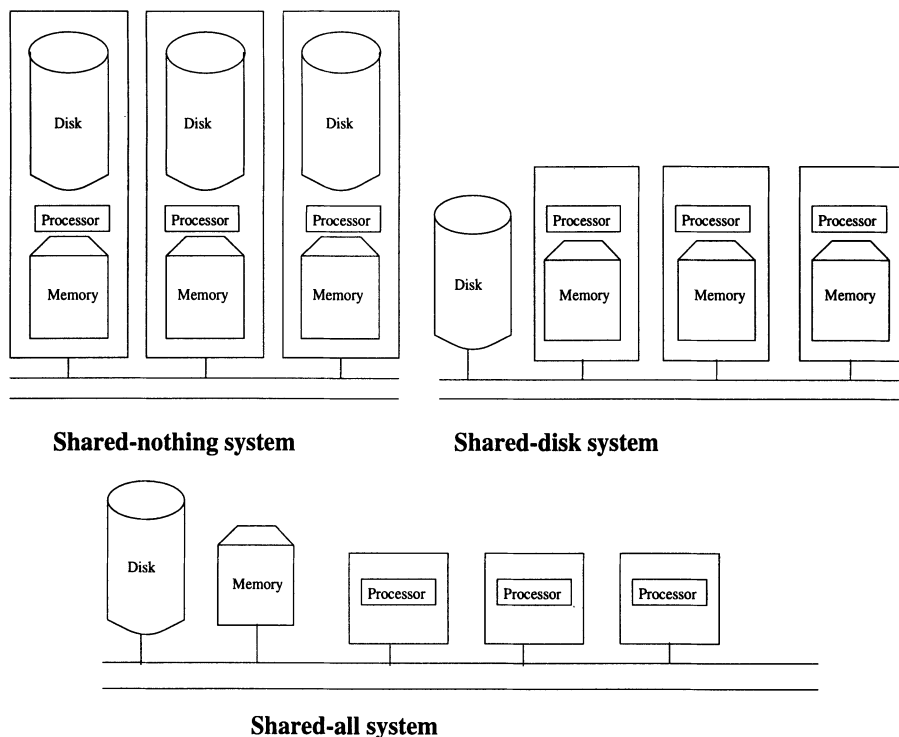 Disk
Disk
Disk
Processor
Processor
Processor
Memory
Memory
Memory
Shared-nothing system
Disk
Processor
Processor
Processor
Memory
Memory
Memory
Shared-disk system
Disk
Memory
Processor
Processor
Processor
Shared-all system